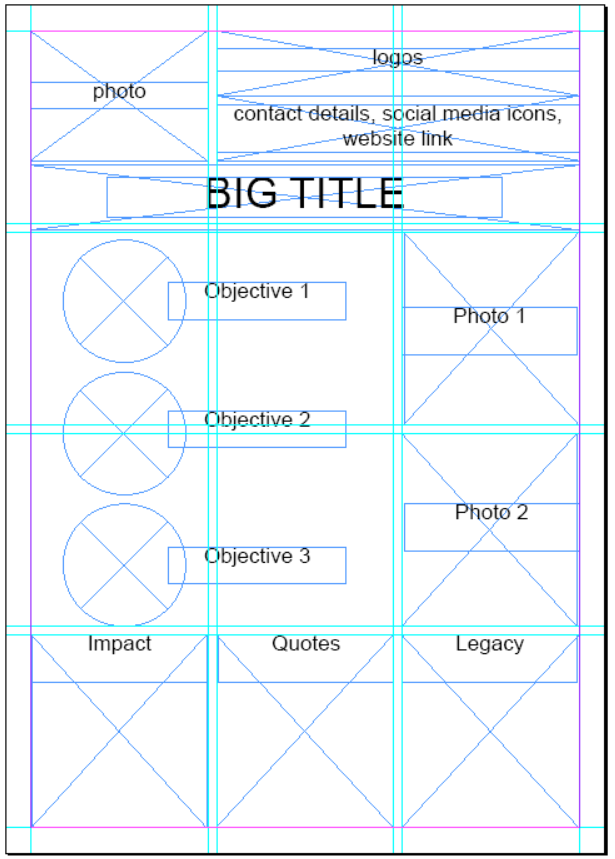 photo
logos
contact details, social media icons,
website link
BIG TITLE
Objective 1
Photo 1
Objective 2
Photo 2
Objective 3
Impact
Quotes
Legacy